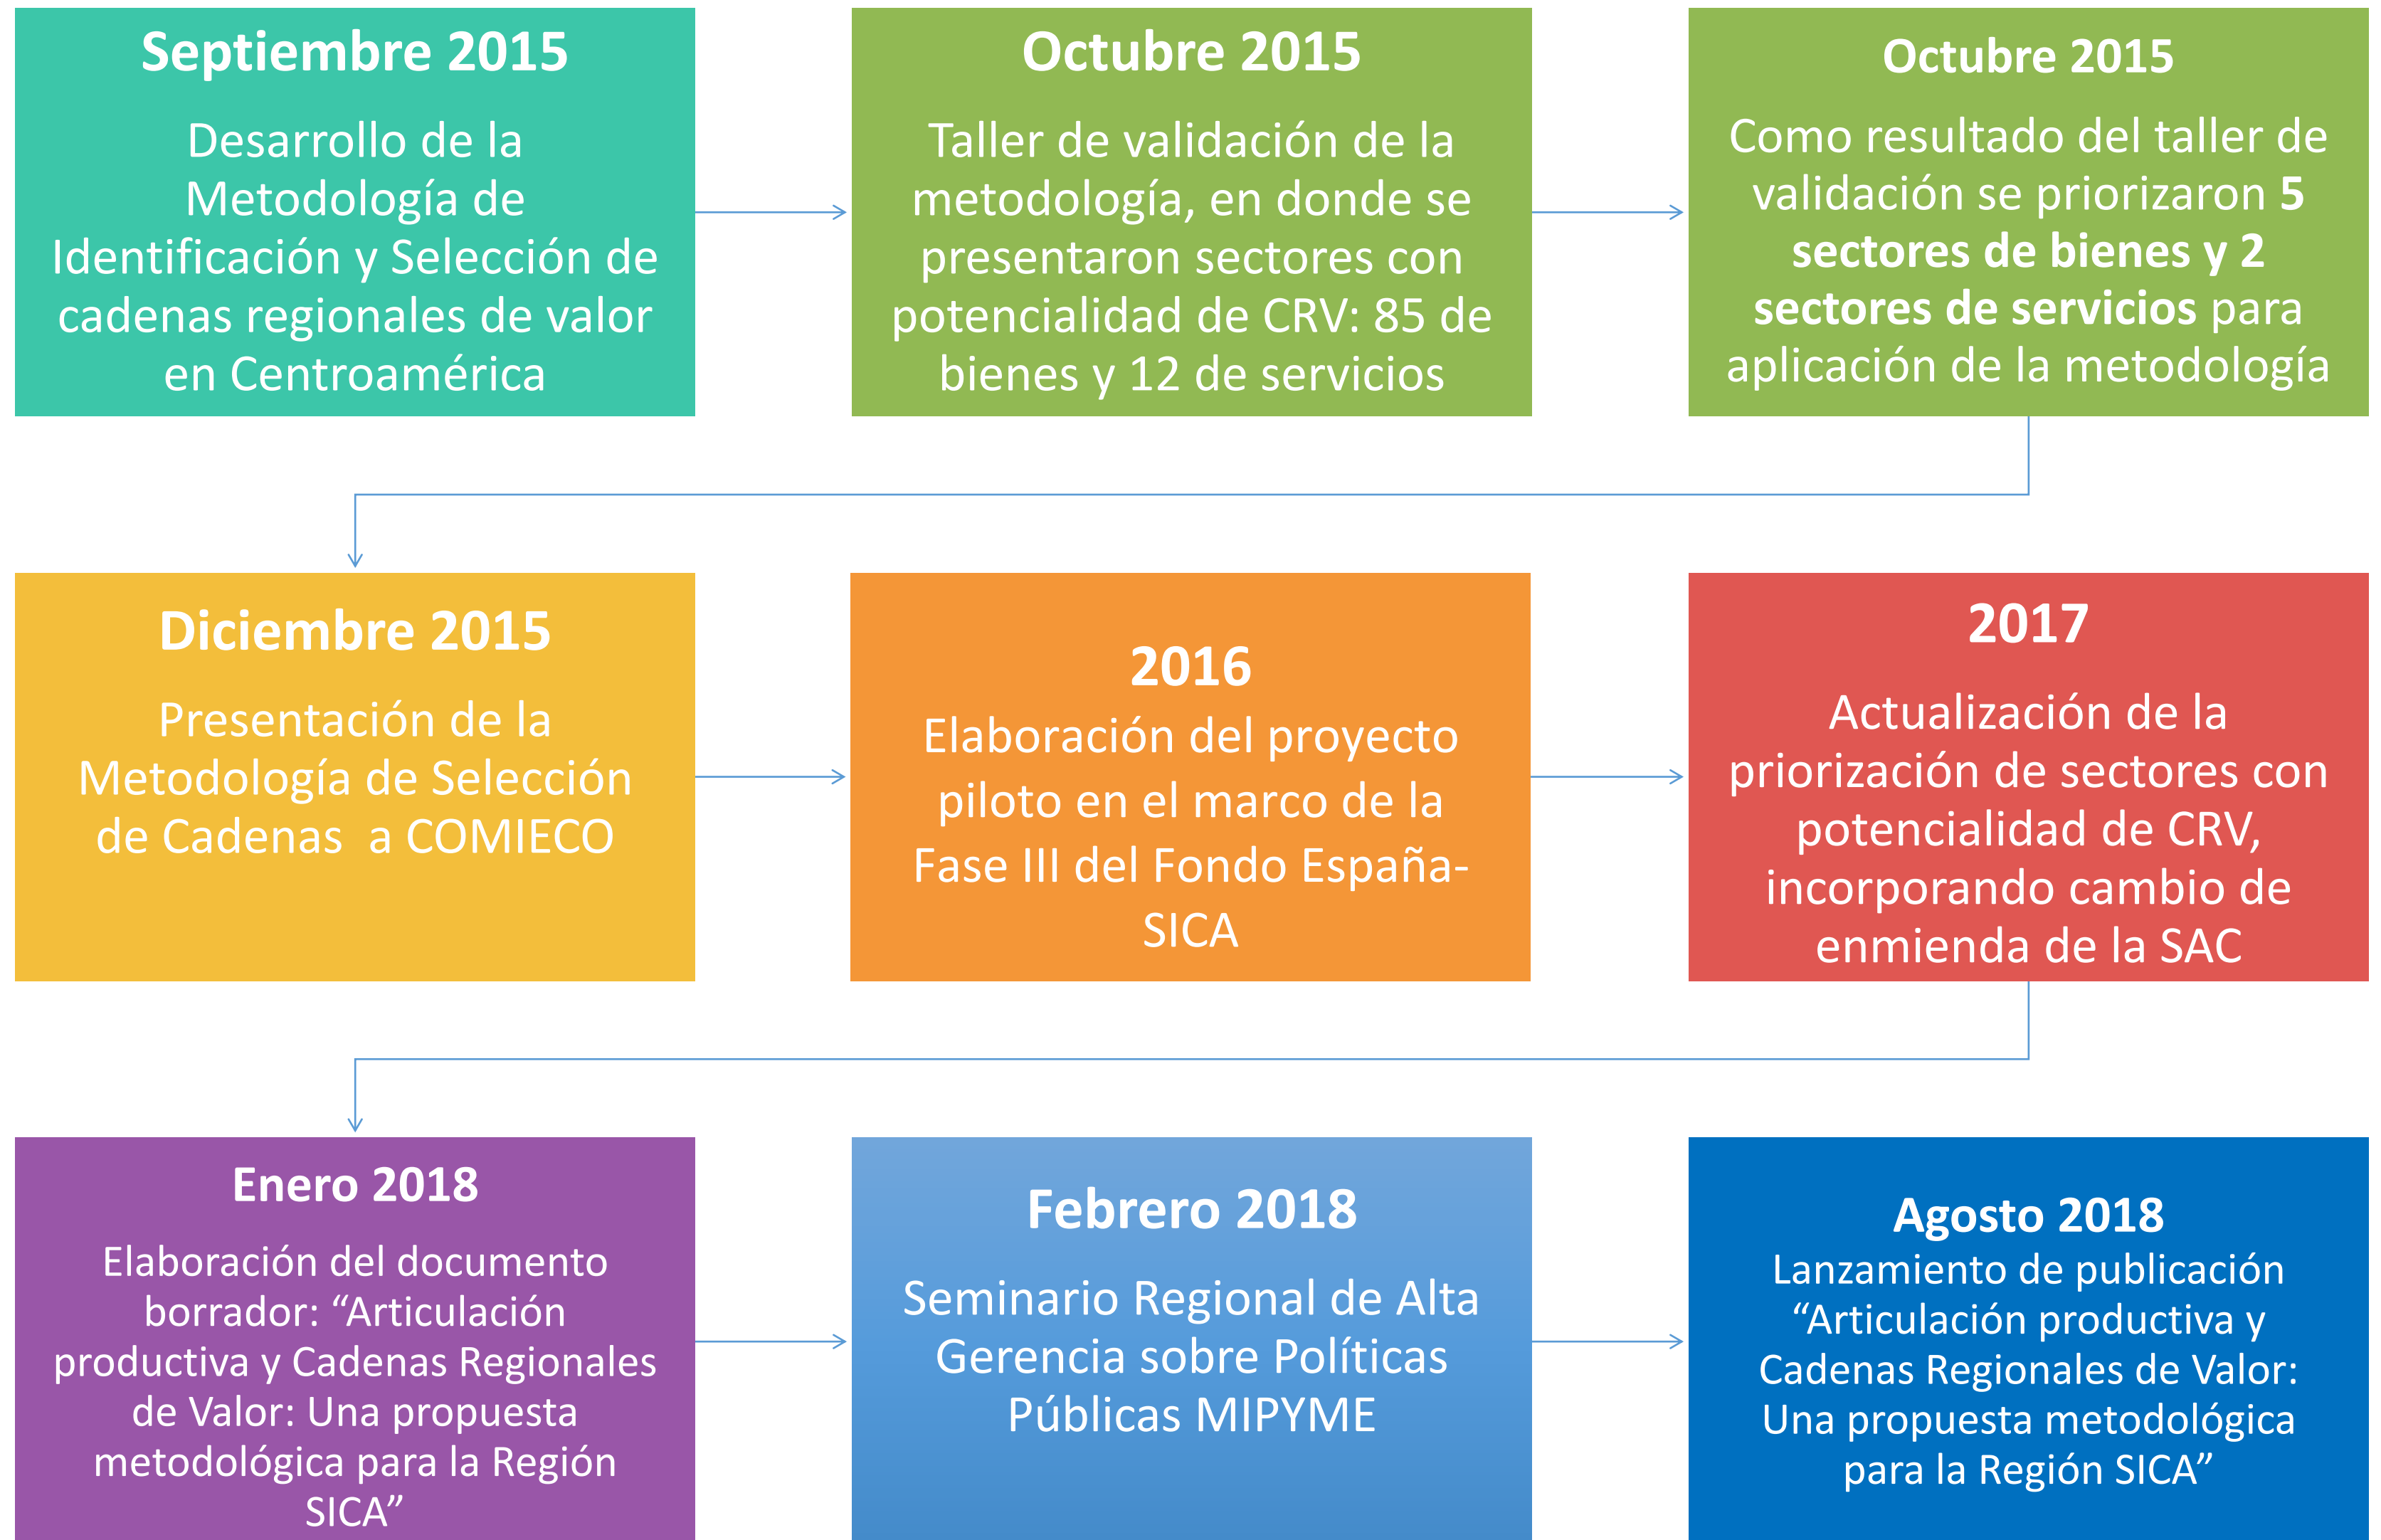 Septiembre 2015
Desarrollo de la
Metodología de
Identificación y Selección de
cadenas regionales de valor
en Centroamérica
Octubre 2015
Taller de validación de la
metodología, en donde se
presentaron sectores con
potencialidad de CRV: 85 de
bienes y 12 de servicios
Octubre 2015
Como resultado del taller de
validación se priorizaron 5
sectores de bienes y 2
sectores de servicios para
aplicación de la metodología
Diciembre 2015
Presentación de la
Metodología de Selección
de Cadenas  a COMIECO
2016
Elaboración del proyecto
piloto en el marco de la
Fase III del Fondo España-
SICA
2017
Actualización de la
priorización de sectores con
potencialidad de CRV,
incorporando cambio de
enmienda de la SAC
Enero 2018
Elaboración del documento
borrador: “Articulación
productiva y Cadenas Regionales
de Valor: Una propuesta
metodológica para la Región
SICA”
Febrero 2018
Seminario Regional de Alta
Gerencia sobre Políticas
Públicas MIPYME
Agosto 2018
Lanzamiento de publicación
“Articulación productiva y
Cadenas Regionales de Valor:
Una propuesta metodológica
para la Región SICA”